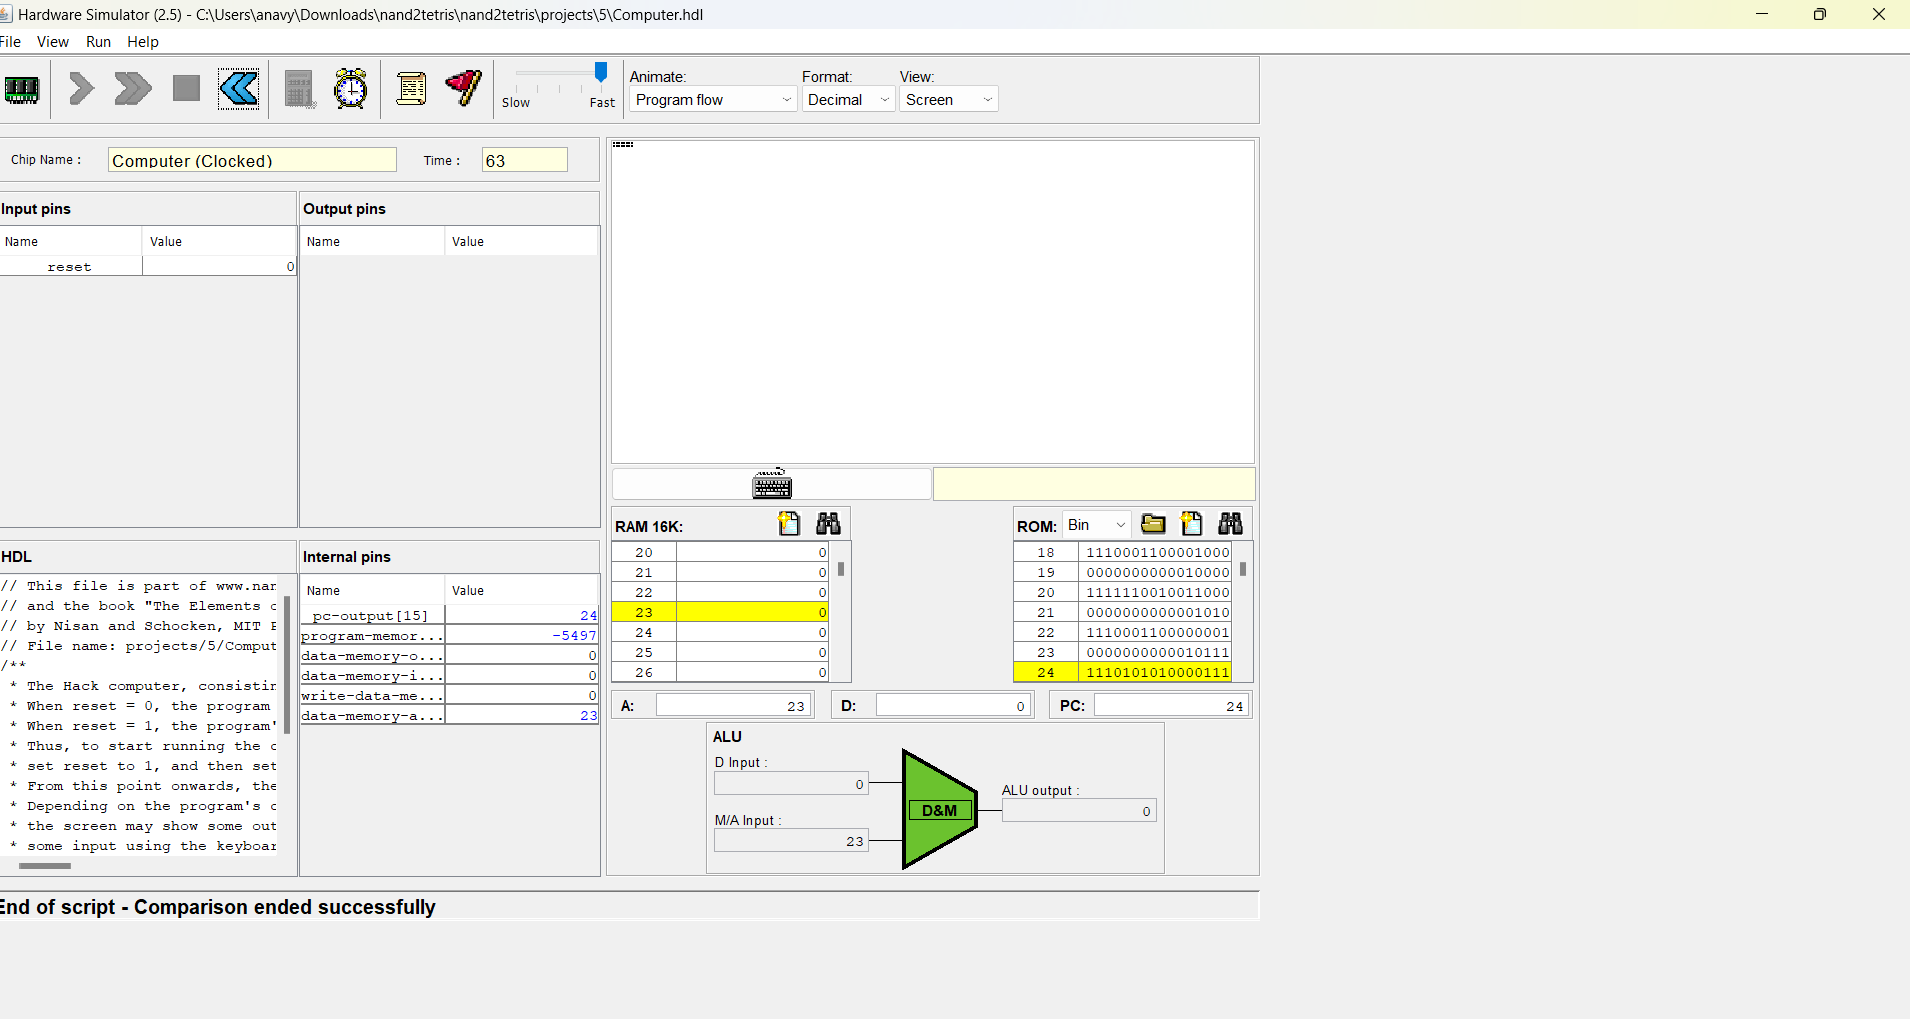 Hardware Simulator (2.5) - C:\Users\anavy\Downloads\nand2tetris\nand2tetris\projects\5\Computer.hdl
File View Run Help
Slow Fast
Animate: Format: View:
Program flow Decimal Screen
Chip Name : Computer (Clocked) Time : 63
Input pins
Name Value
reset 0
Output pins
Name Value
RAM 16K:
20 0
21 0
22 0
23 0
24 0
25 0
26 0
ROM: Bin
18 1110001100001000
19 0000000000010000
20 1111110010011000
21 0000000000001010
22 1110001100000001
23 0000000000010111
24 1110101010000111
HDL
// This file is part of www.nan
// and the book "The Elements o
// by Nisan and Schocken, MIT P
// File name: projects/5/Comput
/**
* The Hack computer, consistin
* When reset = 0, the program
* When reset = 1, the program'
* Thus, to start running the c
* set reset to 1, and then set
* From this point onwards, the
* Depending on the program's c
* the screen may show some out
* some input using the keyboar
Internal pins
Name Value
pc-output[15] 24
program-memor... -5497
data-memory-o... 0
data-memory-i... 0
write-data-me... 0
data-memory-a... 23
A: 23 D: 0 PC: 24
ALU
D Input :
0
M/A Input :
23
D&M
ALU output :
0
End of script - Comparison ended successfully